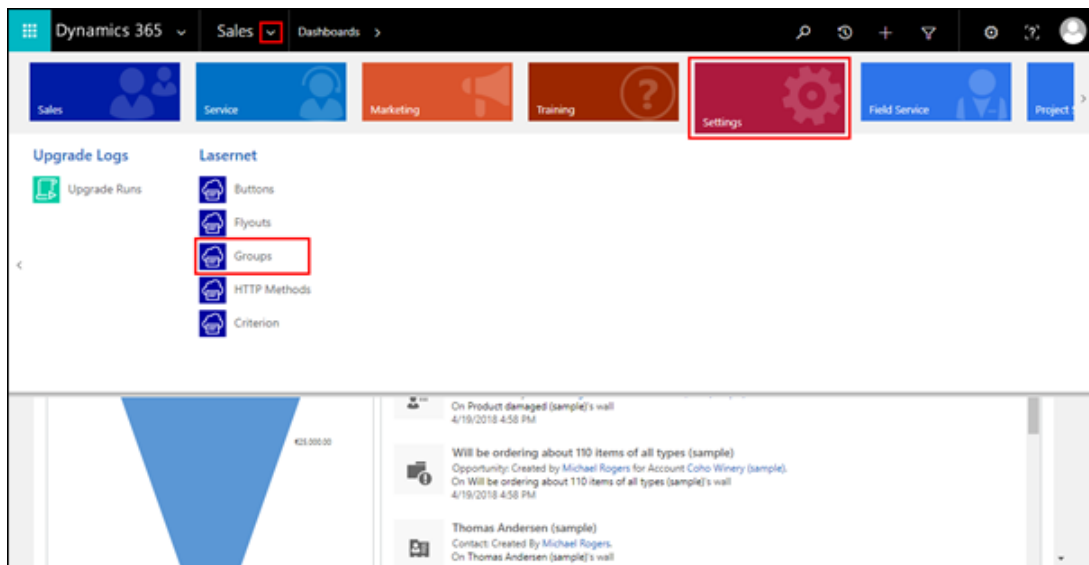 Dynamics 365
Sales
Dashboards
Sales
Service
Marketing
Training
Settings
Field Service
Project S
Upgrade Logs
Lasernet
Upgrade Runs
Buttons
Flyouts
Groups
HTTP Methods
Criterion
€25,000.00
On Product damaged (sample)'s wall
4/19/2018 4:58 PM
Will be ordering about 110 items of all types (sample)
Opportunity: Created by Michael Rogers for Account Coho Winery (sample).
On Will be ordering about 110 items of all types (sample)'s wall
4/19/2018 4:58 PM
Thomas Andersen (sample)
Contact: Created By Michael Rogers.
On Thomas Andersen (sample)'s wall